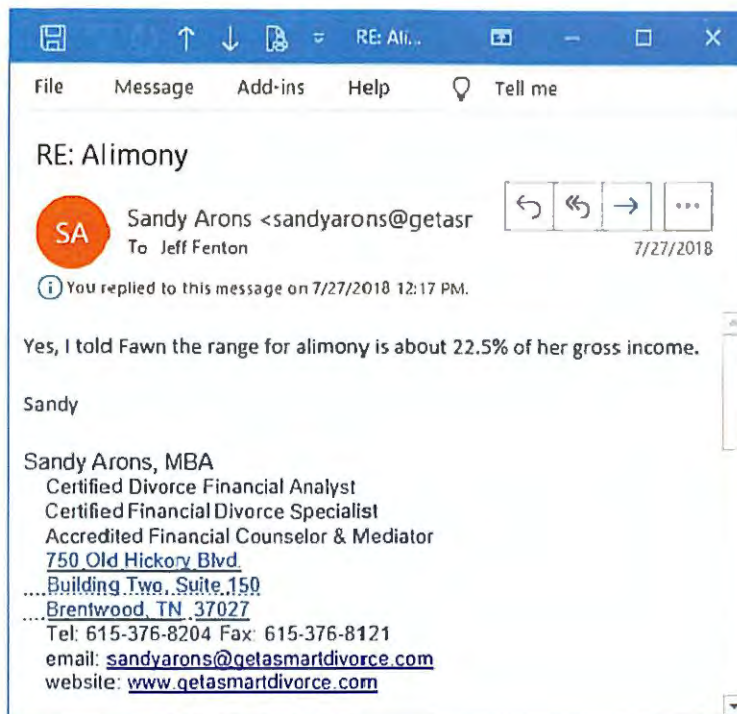 RE: Ali...
File Message Add-ins Help Tell me
RE: Alimony
SA
Sandy Arons <sandyarons@getasr
To Jeff Fenton
7/27/2018
You replied to this message on 7/27/2018 12:17 PM.
Yes, I told Fawn the range for alimony is about 22.5% of her gross income.
Sandy
Sandy Arons, MBA
Certified Divorce Financial Analyst
Certified Financial Divorce Specialist
Accredited Financial Counselor & Mediator
750 Old Hickory Blvd.
Building Two, Suite 150
Brentwood, TN 37027
Tel: 615-376-8204 Fax: 615-376-8121
email: sandyarons@getasmartdivorce.com
website: www.getasmartdivorce.com